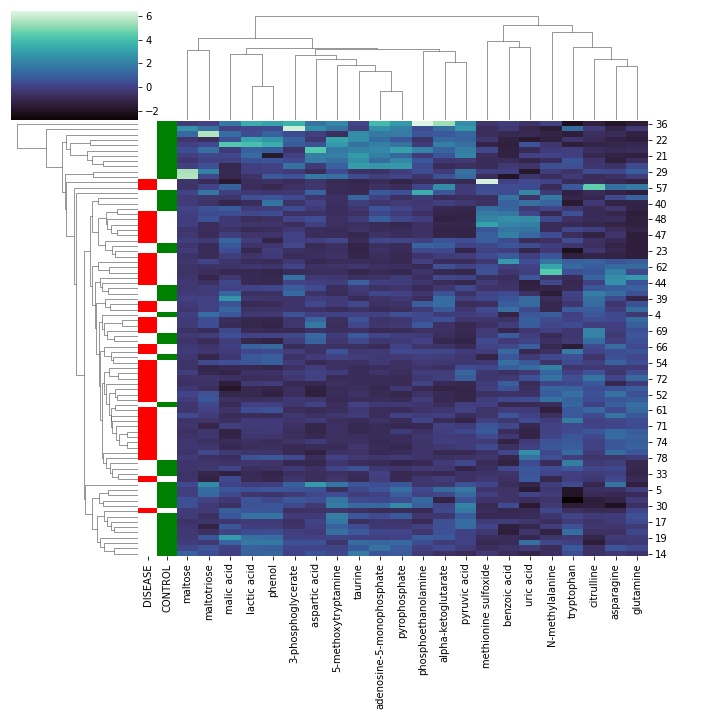 6
4
2
0
−2
36
22
21
29
57
40
48
47
23
62
44
39
4
69
66
54
72
52
61
71
74
78
33
5
30
17
19
14
DISEASE
CONTROL
maltose
maltotriose
malic acid
lactic acid
phenol
3-phosphoglycerate
aspartic acid
5-methoxytryptamine
taurine
adenosine-5-monophosphate
pyrophosphate
phosphoethanolamine
alpha-ketoglutarate
pyruvic acid
methionine sulfoxide
benzoic acid
uric acid
N-methylalanine
tryptophan
citrulline
asparagine
glutamine